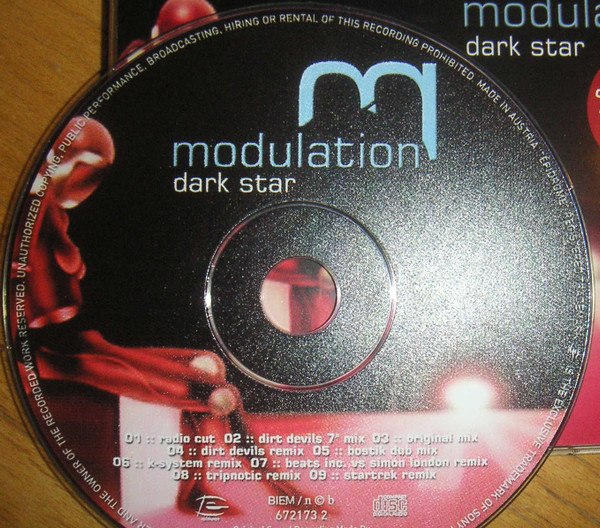 modula
dark star
PUBLIC PERFORMANCE, BROADCASTING, HIRING OR RENTAL OF THIS RECORDING PROHIBITED. MADE IN AUSTRIA
modulation
dark star
01 :: radio cut 02 :: dirt devils 7" mix 03 :: original mix
04 :: dirt devils remix 05 :: bostik dub mix
06 :: k-system remix 07 :: beats inc. vs simon london remix
08 :: tripnotic remix 09 :: startrek remix
BIEM / n © b
672173 2
COMPACT disc
AND THE OWNER OF THE RECORDED WORK RESERVED. UNAUTHORIZED COPYING,
IS THE EXCLUSIVE TRADEMARK OF SONY